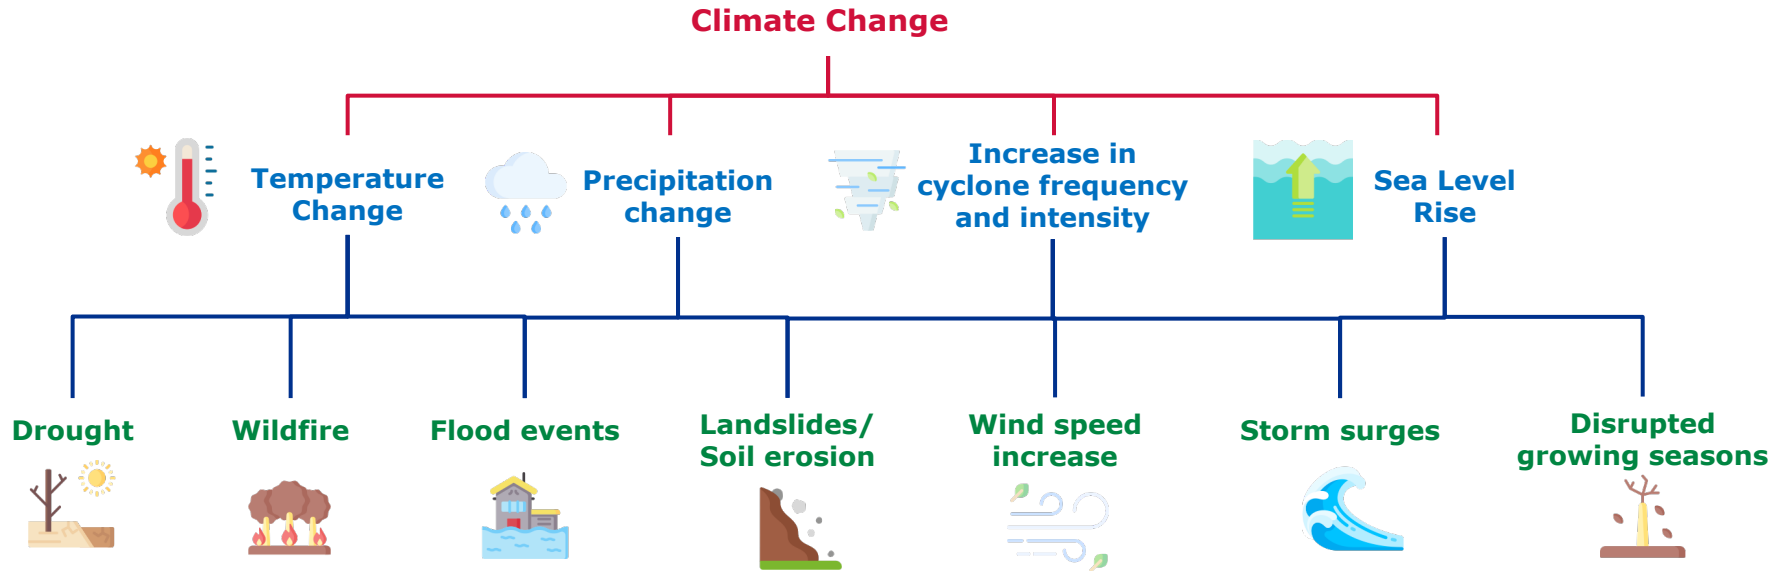 Climate Change
Temperature
Change
Precipitation
change
Increase in
cyclone frequency
and intensity
Sea Level
Rise
Drought
Wildfire
Flood events
Landslides/
Soil erosion
Wind speed
increase
Storm surges
Disrupted
growing seasons